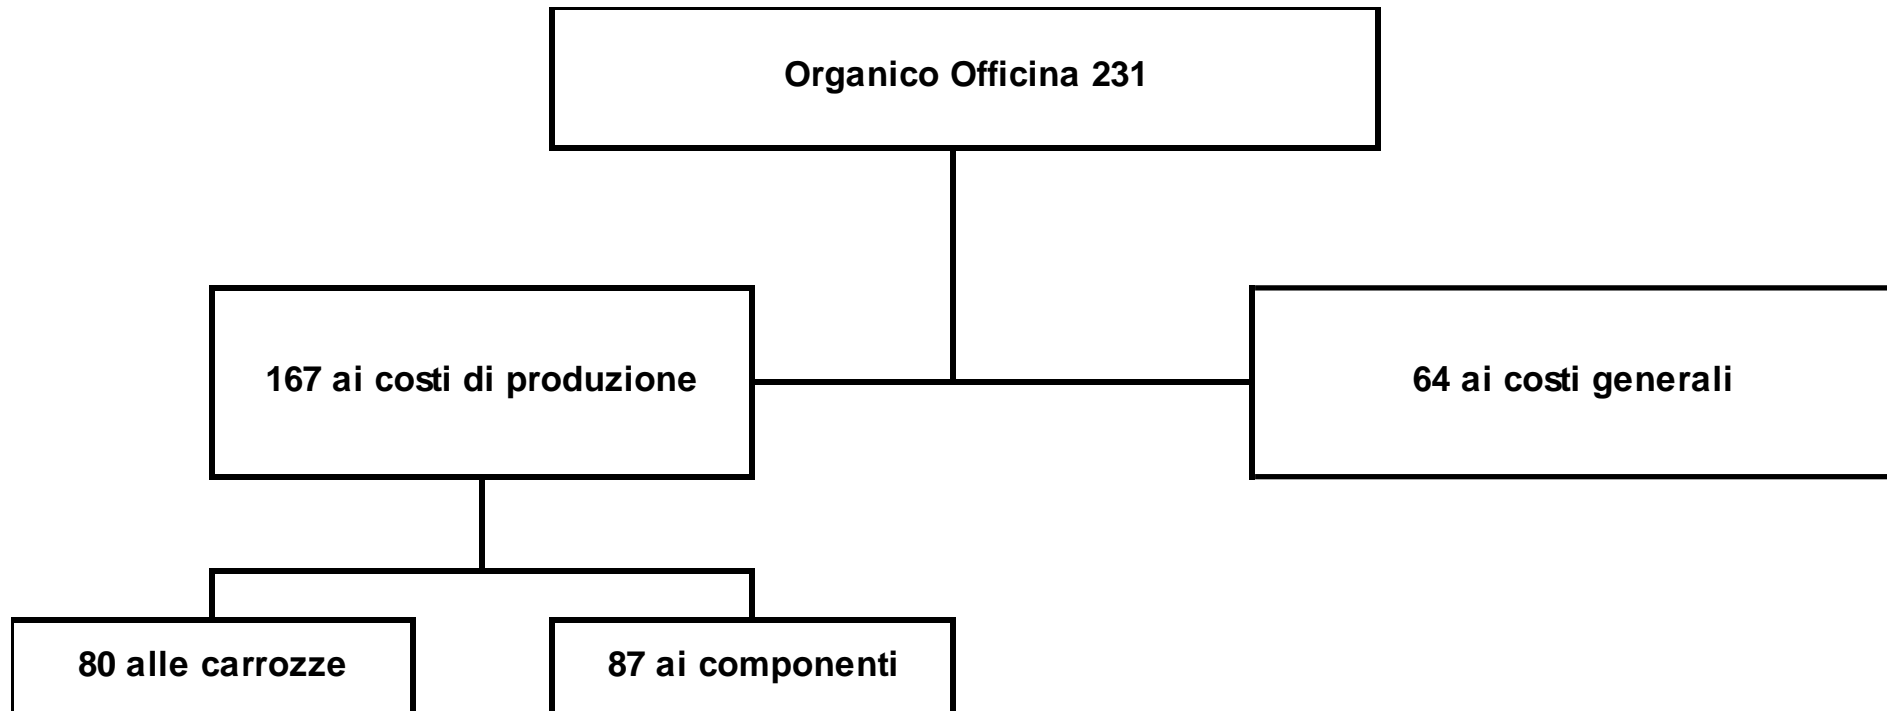 Organico Officina 231
167 ai costi di produzione
64 ai costi generali
80 alle carrozze
87 ai componenti